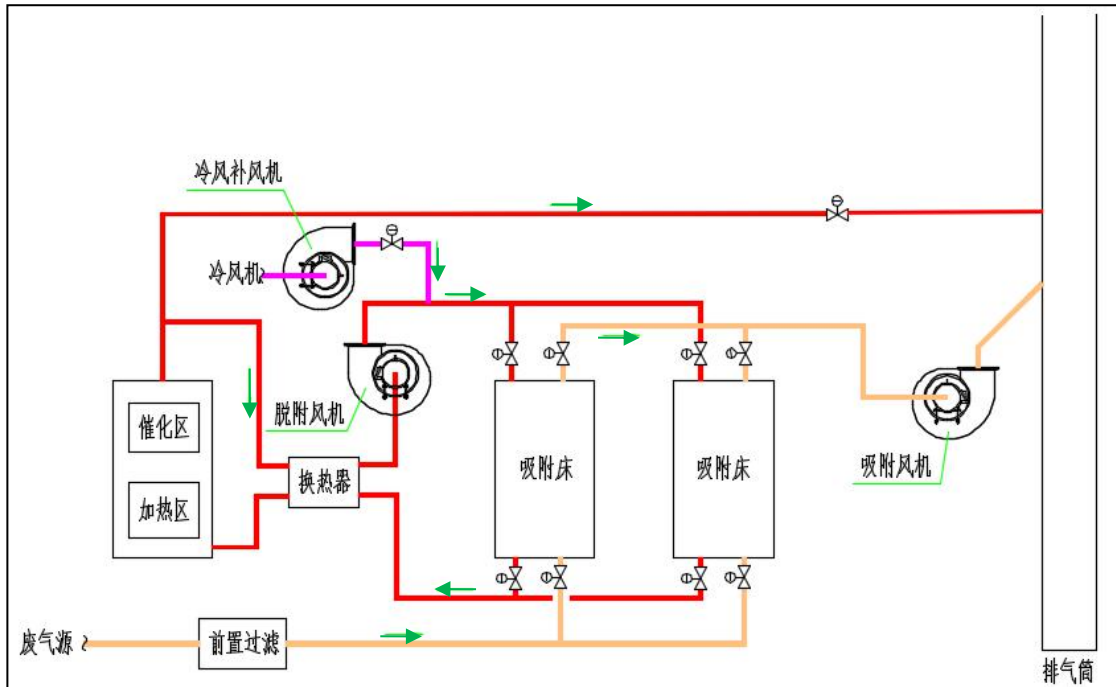 冷风补风机
冷风机
脱附风机
催化区
加热区
换热器
吸附床
吸附床
吸附风机
废气源
前置过滤
排气筒